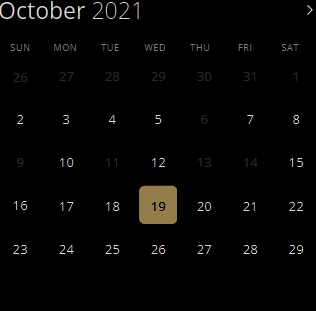 October 2021
SUN MON TUE WED THU FRI SAT
26 27 28 29 30 31 1
2 3 4 5 6 7 8
9 10 11 12 13 14 15
16 17 18 19 20 21 22
23 24 25 26 27 28 29